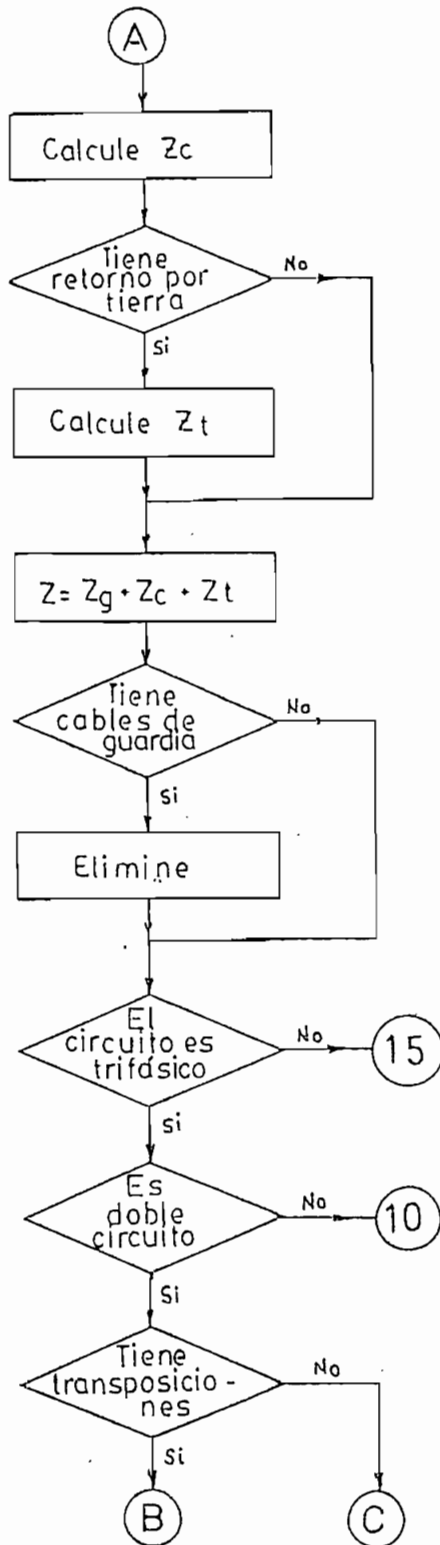 A
Calcule Zc
Tiene
retorno por
tierra
No
Si
Calcule Zt
Z= Zg + Zc + Zt
Tiene
cables de
guardia
No
Si
Elimine
El
circuito es
trifásico
No
15
Si
Es
doble
circuito
No
10
Si
Tiene
transposicio-
nes
No
Si
B
C